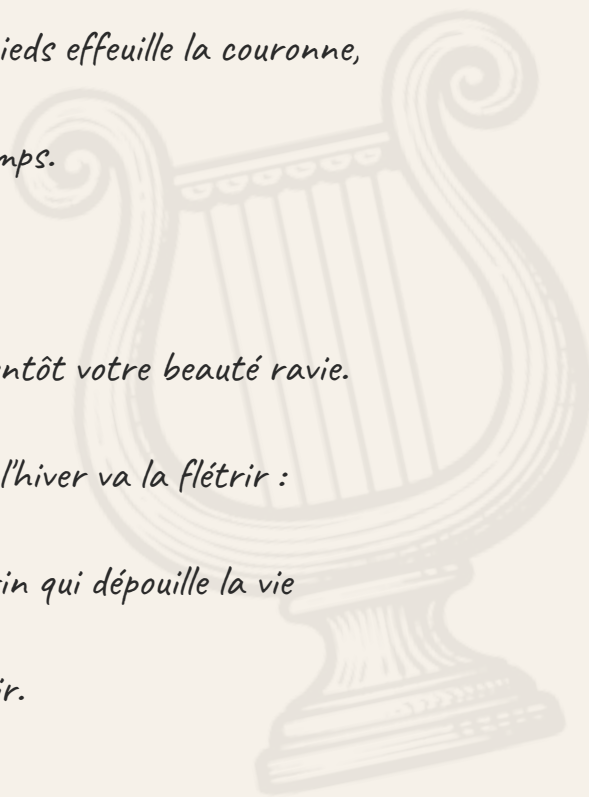 ieds effeuille la couronne,
mps.
ntôt votre beauté ravie.
l'hiver va la flétrir :
in qui dépouille la vie
ir.